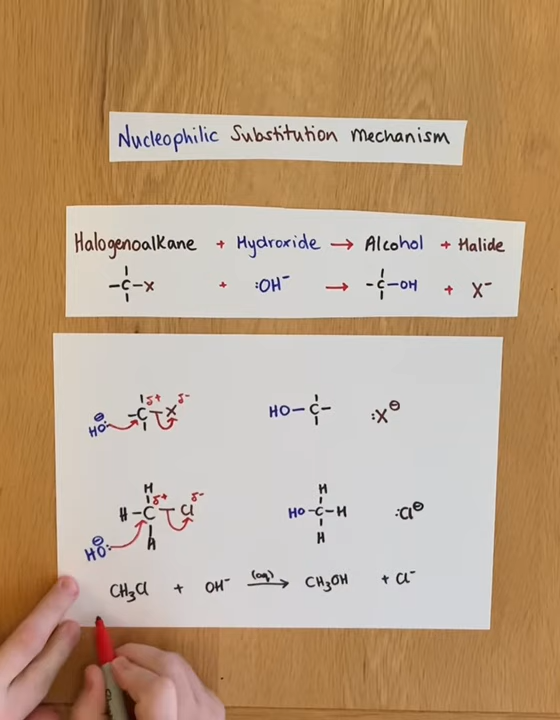 Nucleophilic Substitution mechanism
Halogenoalkane + Hydroxide → Alcohol + Halide
-C-X + :OH⁻ → -C-OH + X⁻
δ+ δ-
⊖ -C-X HO-C- :X⊖
HO:
H H
δ+ δ-
H-C-Cl HO-C-H :Cl⊖
⊖ H H
HO:
CH₃Cl + OH⁻ (aq)→ CH₃OH + Cl⁻